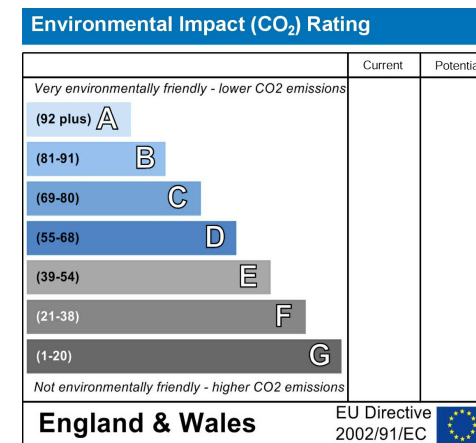 Environmental Impact (CO₂) Rating
Current Potentia
Very environmentally friendly - lower CO2 emissions
(92 plus) A
(81-91) B
(69-80) C
(55-68) D
(39-54) E
(21-38) F
(1-20) G
Not environmentally friendly - higher CO2 emissions
England & Wales
EU Directive
2002/91/EC